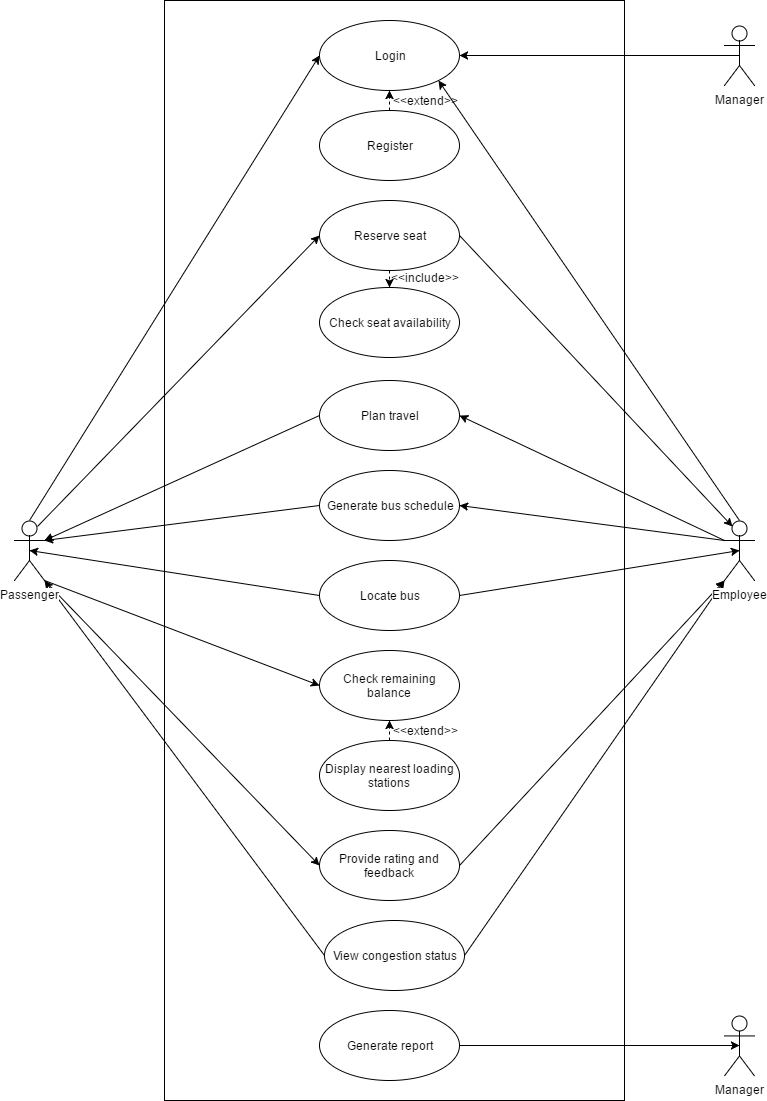 Login
Manager
<<extend>>
Register
Reserve seat
<<include>>
Check seat availability
Plan travel
Generate bus schedule
Passenger
Locate bus
Employee
Check remaining
balance
<<extend>>
Display nearest loading
stations
Provide rating and
feedback
View congestion status
Generate report
Manager